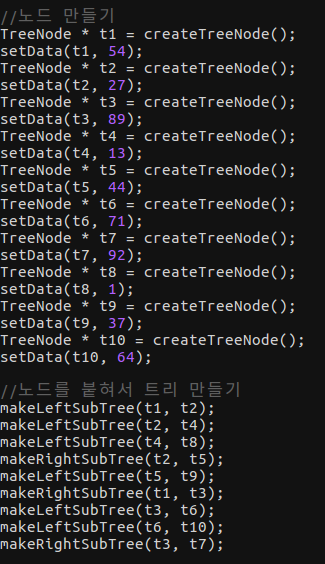 //노드 만들기
TreeNode * t1 = createTreeNode();
setData(t1, 54);
TreeNode * t2 = createTreeNode();
setData(t2, 27);
TreeNode * t3 = createTreeNode();
setData(t3, 89);
TreeNode * t4 = createTreeNode();
setData(t4, 13);
TreeNode * t5 = createTreeNode();
setData(t5, 44);
TreeNode * t6 = createTreeNode();
setData(t6, 71);
TreeNode * t7 = createTreeNode();
setData(t7, 92);
TreeNode * t8 = createTreeNode();
setData(t8, 1);
TreeNode * t9 = createTreeNode();
setData(t9, 37);
TreeNode * t10 = createTreeNode();
setData(t10, 64);
//노드를 붙혀서 트리 만들기
makeLeftSubTree(t1, t2);
makeLeftSubTree(t2, t4);
makeLeftSubTree(t4, t8);
makeRightSubTree(t2, t5);
makeLeftSubTree(t5, t9);
makeRightSubTree(t1, t3);
makeLeftSubTree(t3, t6);
makeLeftSubTree(t6, t10);
makeRightSubTree(t3, t7);